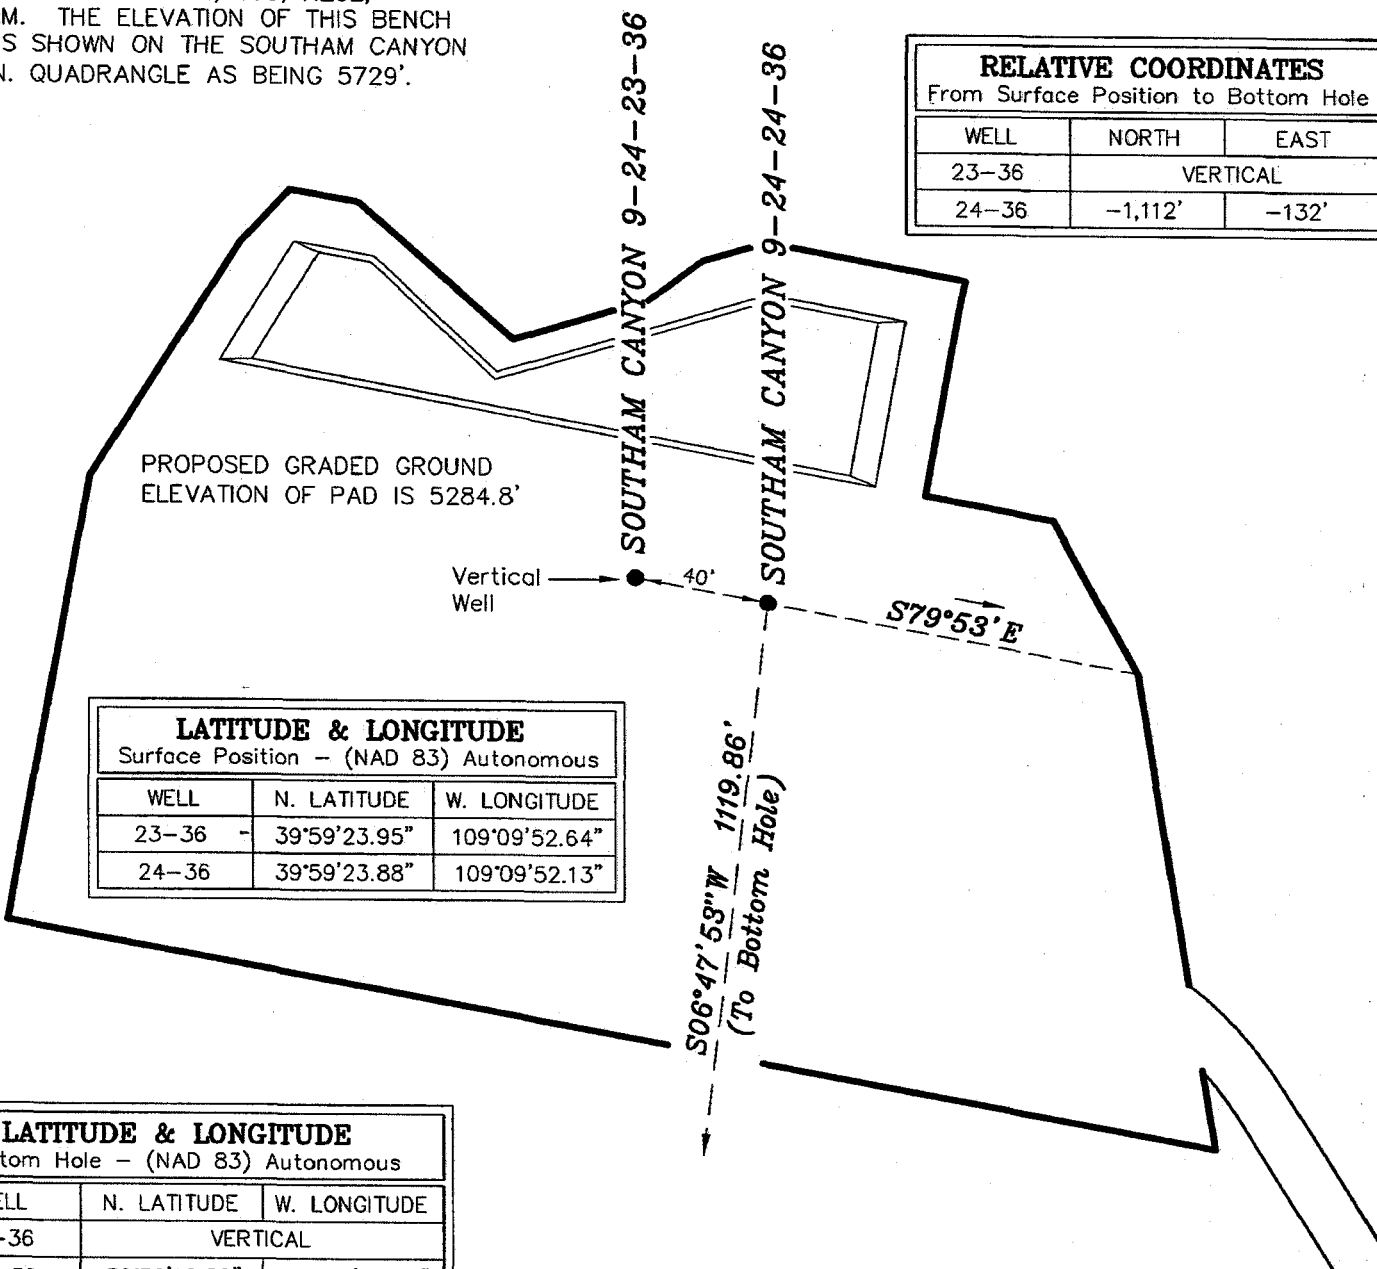 M. THE ELEVATION OF THIS BENCH
S SHOWN ON THE SOUTHAM CANYON
N. QUADRANGLE AS BEING 5729'.
SOUTHAM CANYON 9-24-23-36
SOUTHAM CANYON 9-24-24-36
RELATIVE COORDINATES
From Surface Position to Bottom Hole
WELL NORTH EAST
23-36 VERTICAL
24-36 -1,112' -132'
PROPOSED GRADED GROUND
ELEVATION OF PAD IS 5284.8'
Vertical
Well
40'
S79°53'E
LATITUDE & LONGITUDE
Surface Position - (NAD 83) Autonomous
WELL N. LATITUDE W. LONGITUDE
23-36 39°59'23.95" 109°09'52.64"
24-36 39°59'23.88" 109°09'52.13"
S06°47'53"W 1119.86'
(To Bottom Hole)
LATITUDE & LONGITUDE
tom Hole - (NAD 83) Autonomous
ELL N. LATITUDE W. LONGITUDE
-36 VERTICAL